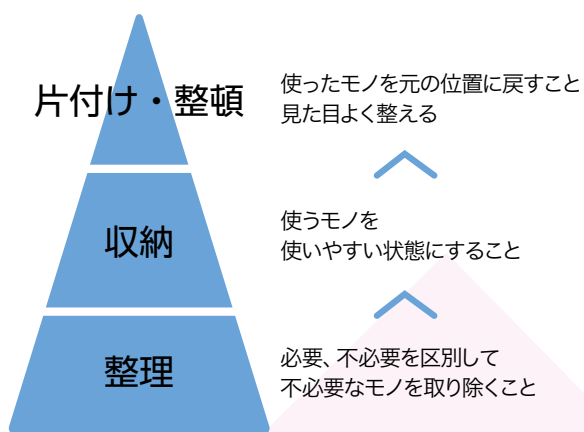 片付け・整頓
使ったモノを元の位置に戻すこと
見た目よく整える
収納
使うモノを
使いやすい状態にすること
整理
必要、不必要を区別して
不必要なモノを取り除くこと